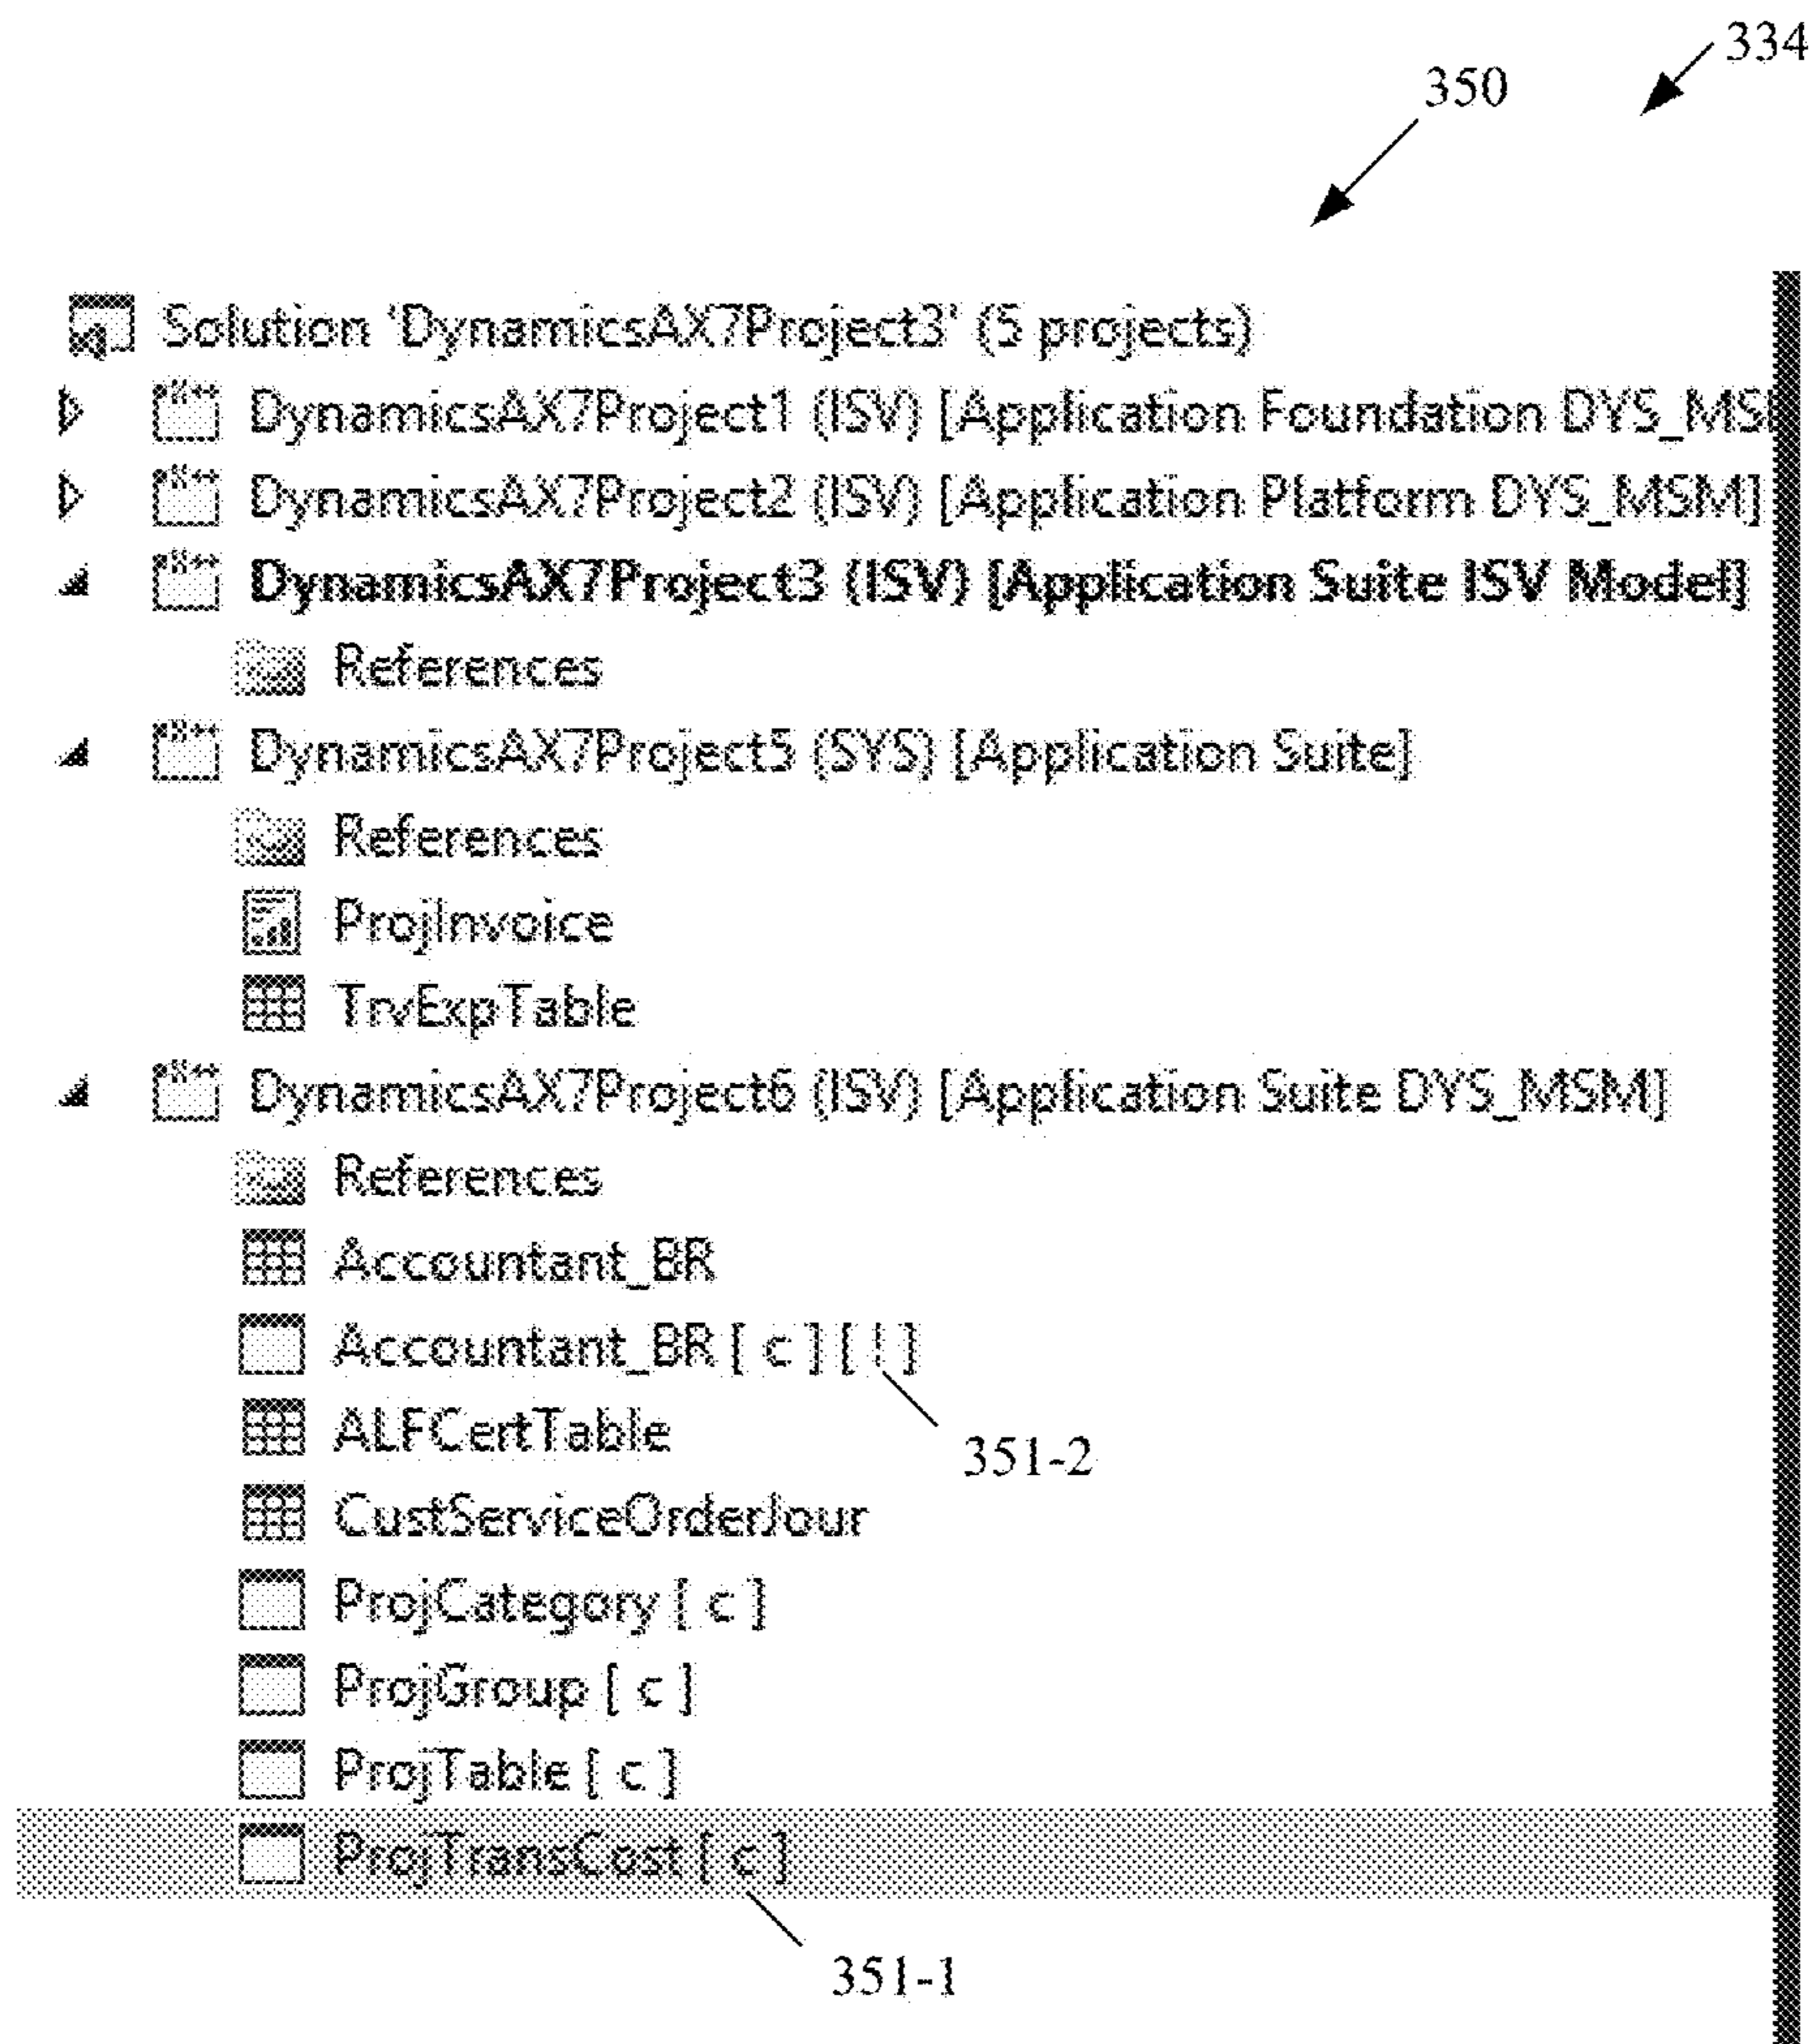 334
350
Solution 'DynamicsAX7Project3' (5 projects)
DynamicsAX7Project1 (ISV) [Application Foundation DYS_MS
DynamicsAX7Project2 (ISV) [Application Platform DYS_MSM]
DynamicsAX7Project3 (ISV) [Application Suite ISV Model]
References
DynamicsAX7Project5 (SYS) [Application Suite]
References
ProjInvoice
TrvExpTable
DynamicsAX7Project6 (ISV) [Application Suite DYS_MSM]
References
Accountant_BR
Accountant_BR [ c ] [ ! ]
351-2
ALFCertTable
CustServiceOrderJour
ProjCategory [ c ]
ProjGroup [ c ]
ProjTable [ c ]
ProjTransCost [ c ]
351-1